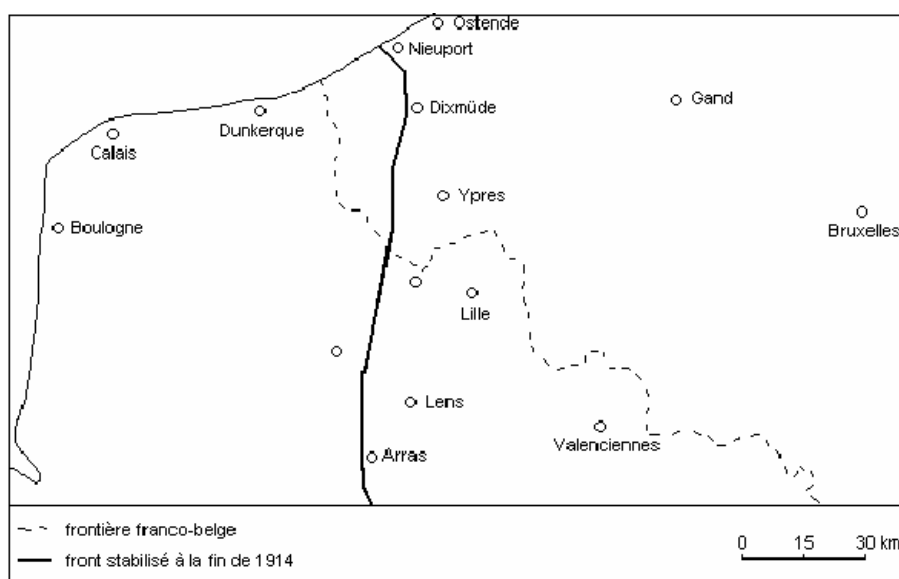 Ostende
Nieuport
Gand
Dixmüde
Dunkerque
Calais
Ypres
Bruxelles
Boulogne
Lille
Lens
Valenciennes
Arras
frontière franco-belge
front stabilisé à la fin de 1914
0 15 30 km